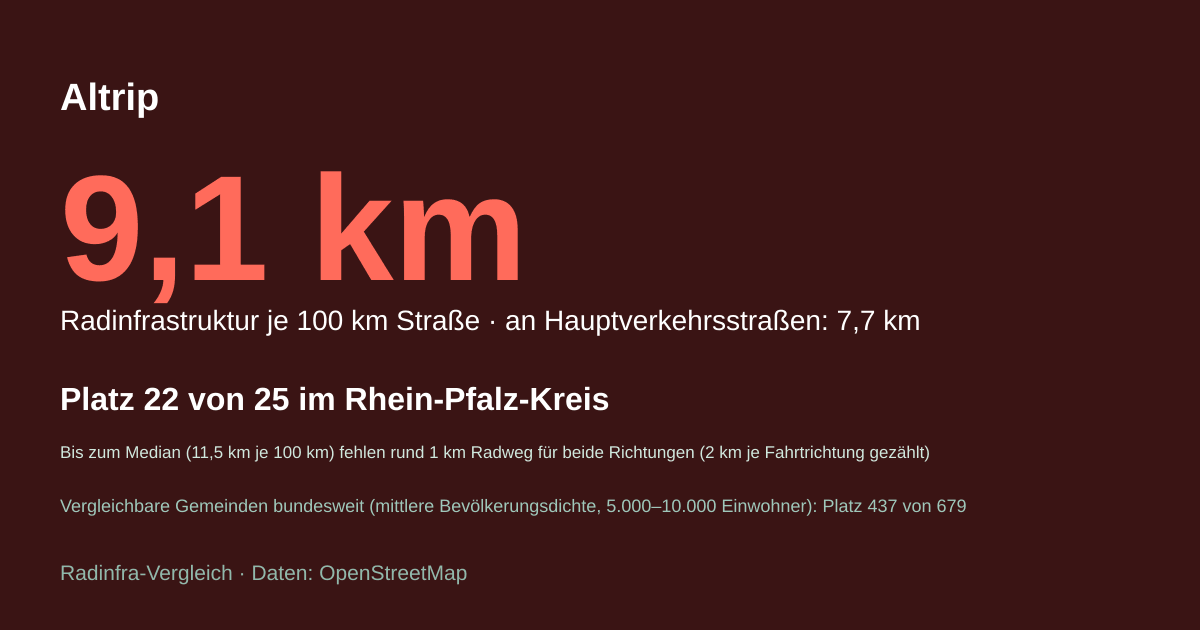 Altrip
9,1 km
Radinfrastruktur je 100 km Straße · an Hauptverkehrsstraßen: 7,7 km
Platz 22 von 25 im Rhein-Pfalz-Kreis
Bis zum Median (11,5 km je 100 km) fehlen rund 1 km Radweg für beide Richtungen (2 km je Fahrtrichtung gezählt)
Vergleichbare Gemeinden bundesweit (mittlere Bevölkerungsdichte, 5.000–10.000 Einwohner): Platz 437 von 679
Radinfra-Vergleich · Daten: OpenStreetMap